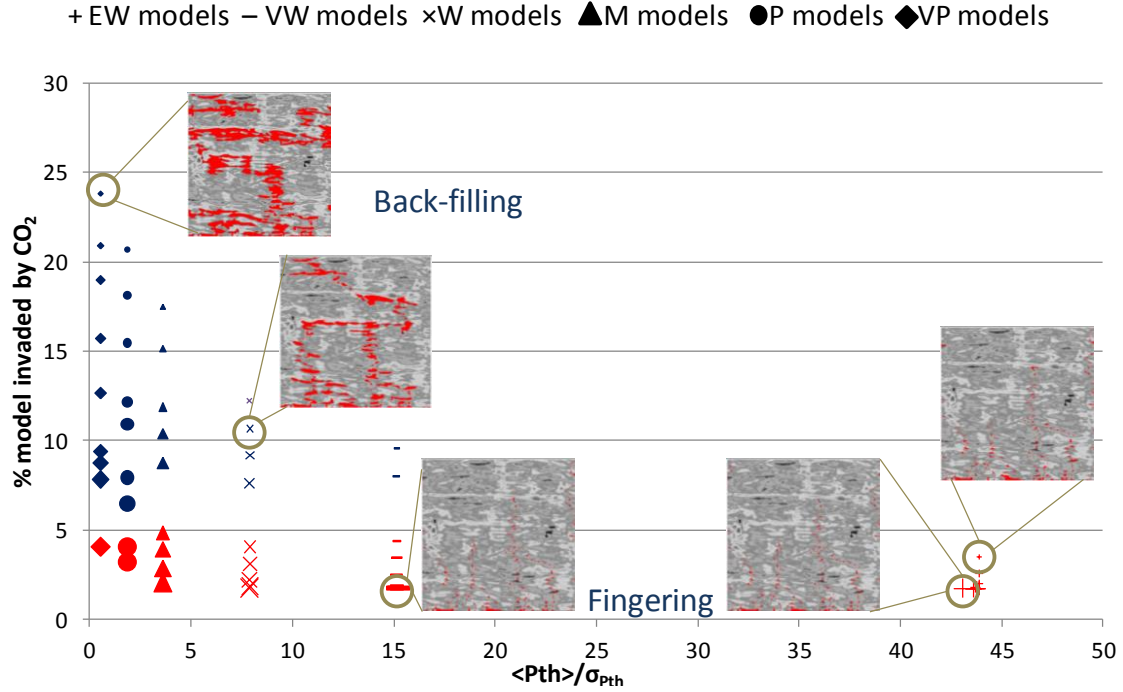 + EW models – VW models ×W models ▲M models ●P models ◆VP models
30
25
20
15
10
5
0
% model invaded by CO₂
Back-filling
Fingering
0 5 10 15 20 25 30 35 40 45 50
<Pth>/σPth